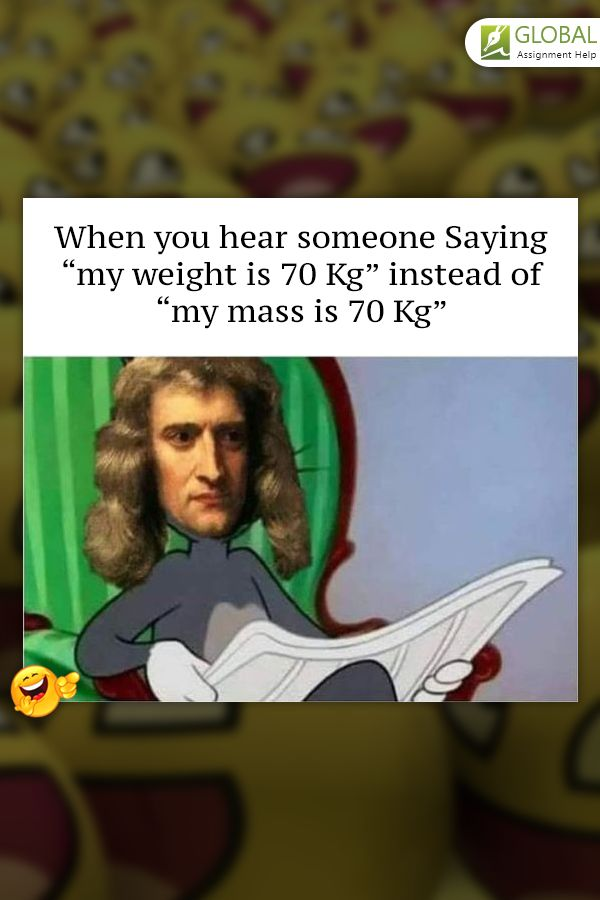 GLOBAL
Assignment Help
When you hear someone Saying
“my weight is 70 Kg” instead of
“my mass is 70 Kg”